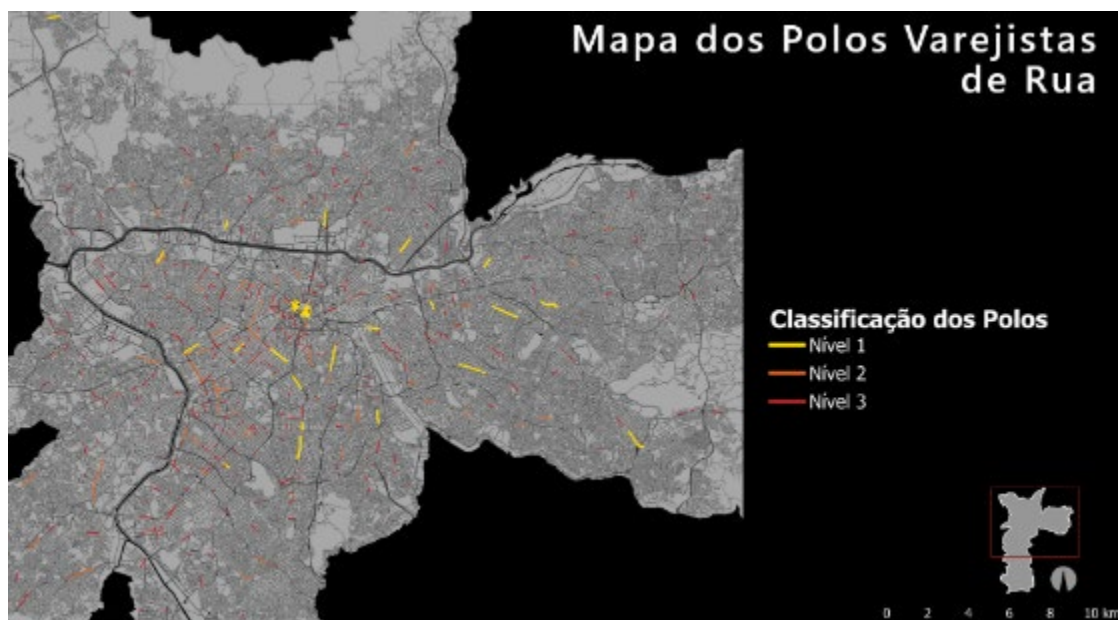 Mapa dos Polos Varejistas
de Rua
Classificação dos Polos
Nível 1
Nível 2
Nível 3
0 2 4 6 8 10 km